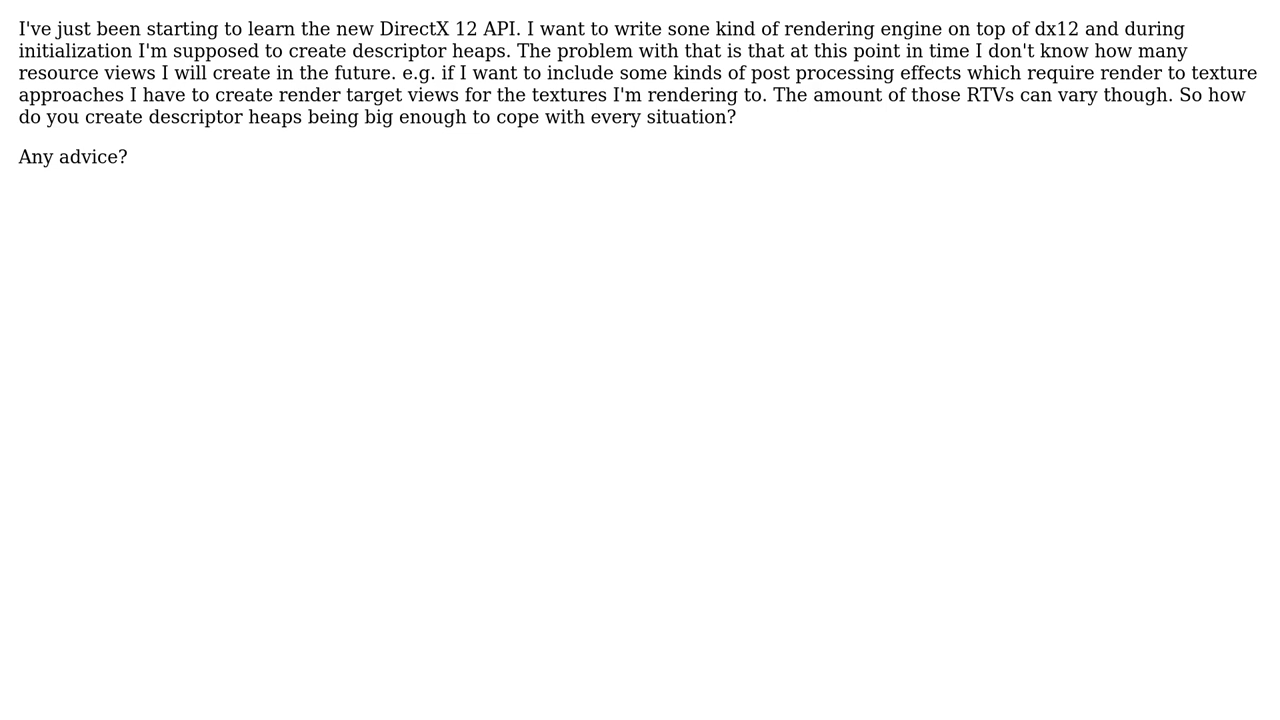 I've just been starting to learn the new DirectX 12 API. I want to write sone kind of rendering engine on top of dx12 and during
initialization I'm supposed to create descriptor heaps. The problem with that is that at this point in time I don't know how many
resource views I will create in the future. e.g. if I want to include some kinds of post processing effects which require render to texture
approaches I have to create render target views for the textures I'm rendering to. The amount of those RTVs can vary though. So how
do you create descriptor heaps being big enough to cope with every situation?
Any advice?